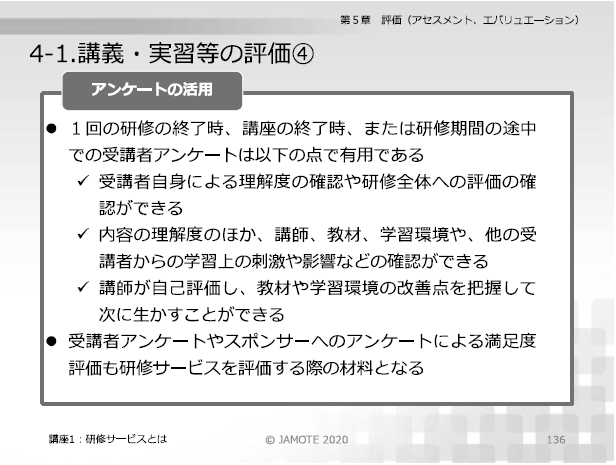 第５章　評価（アセスメント、エバリュエーション）
4-1.講義・実習等の評価④
アンケートの活用
● １回の研修の終了時、講座の終了時、または研修期間の途中
での受講者アンケートは以下の点で有用である
✓ 受講者自身による理解度の確認や研修全体への評価の確
認ができる
✓ 内容の理解度のほか、講師、教材、学習環境や、他の受
講者からの学習上の刺激や影響などの確認ができる
✓ 講師が自己評価し、教材や学習環境の改善点を把握して
次に生かすことができる
● 受講者アンケートやスポンサーへのアンケートによる満足度
評価も研修サービスを評価する際の材料となる
講座1：研修サービスとは
© JAMOTE 2020
136